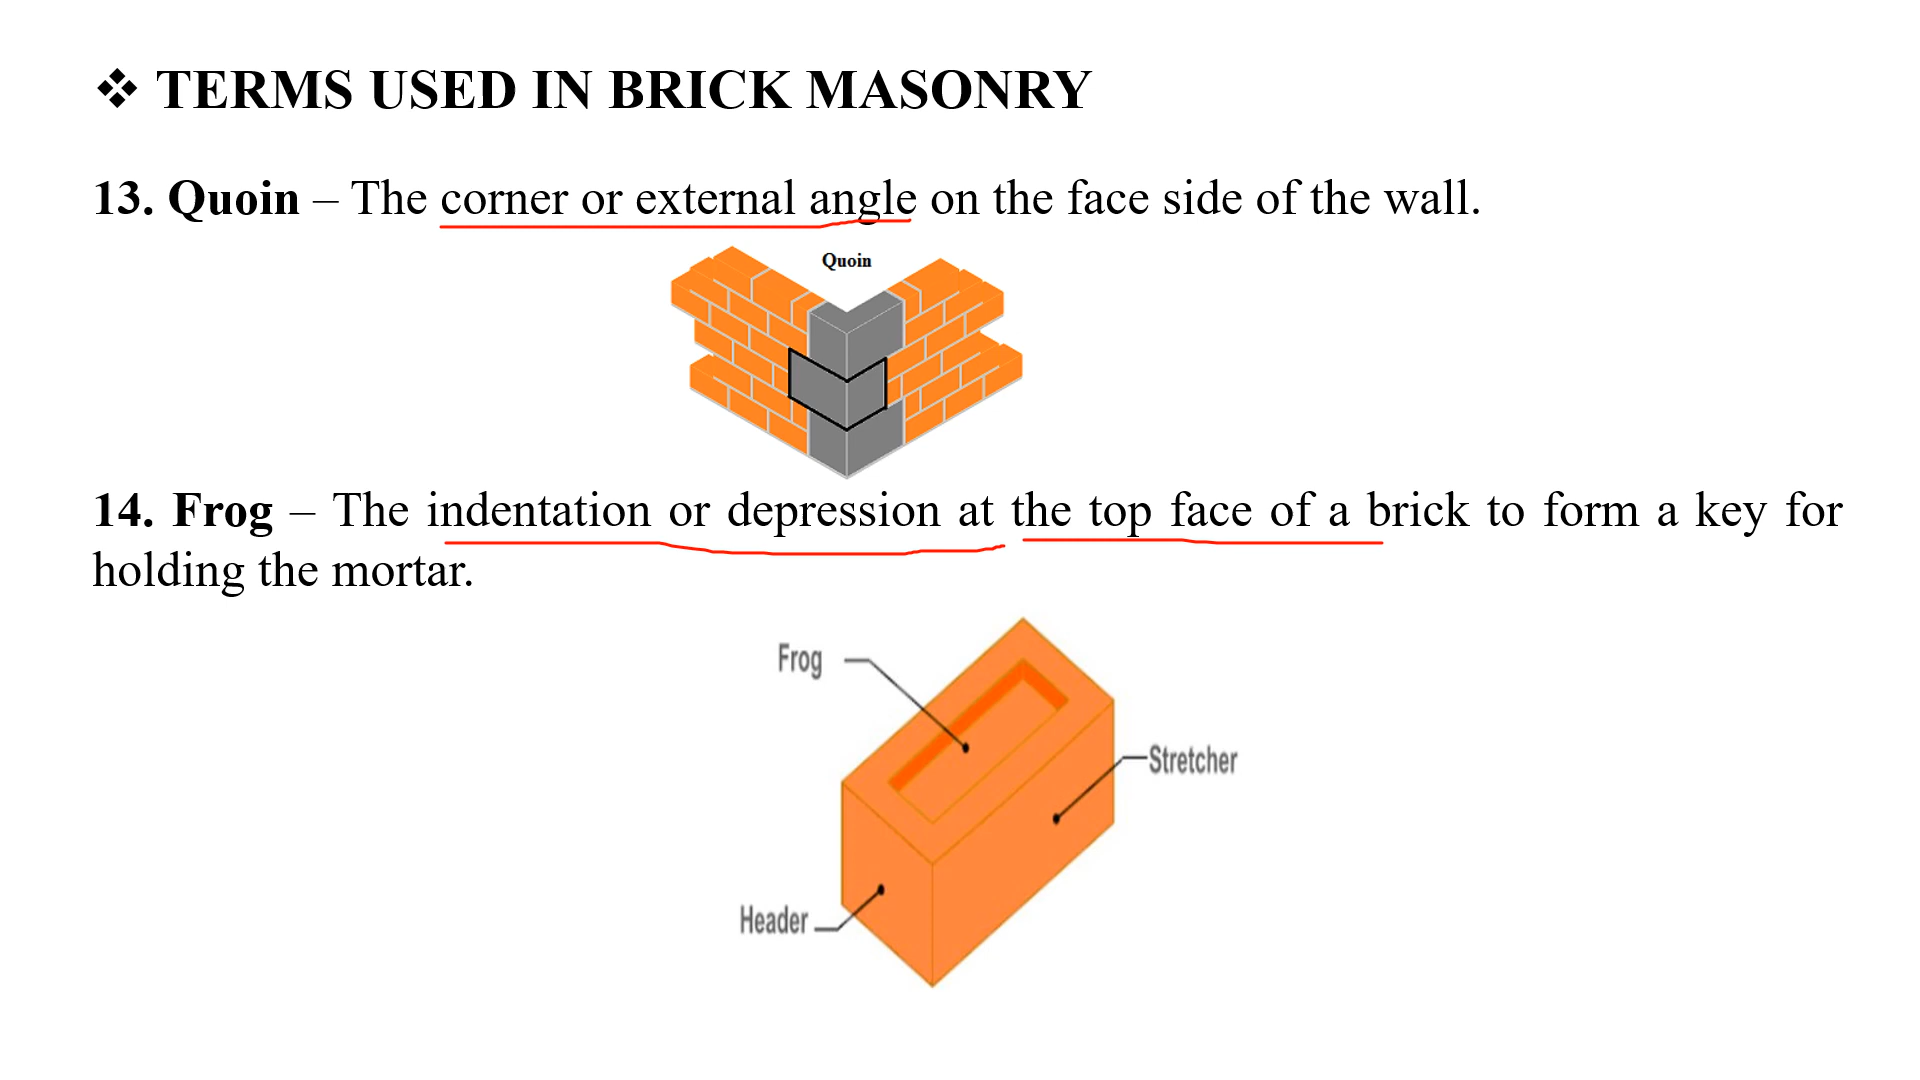 ❖ TERMS USED IN BRICK MASONRY
13. Quoin – The corner or external angle on the face side of the wall.
Quoin
14. Frog – The indentation or depression at the top face of a brick to form a key for
holding the mortar.
Frog
Stretcher
Header